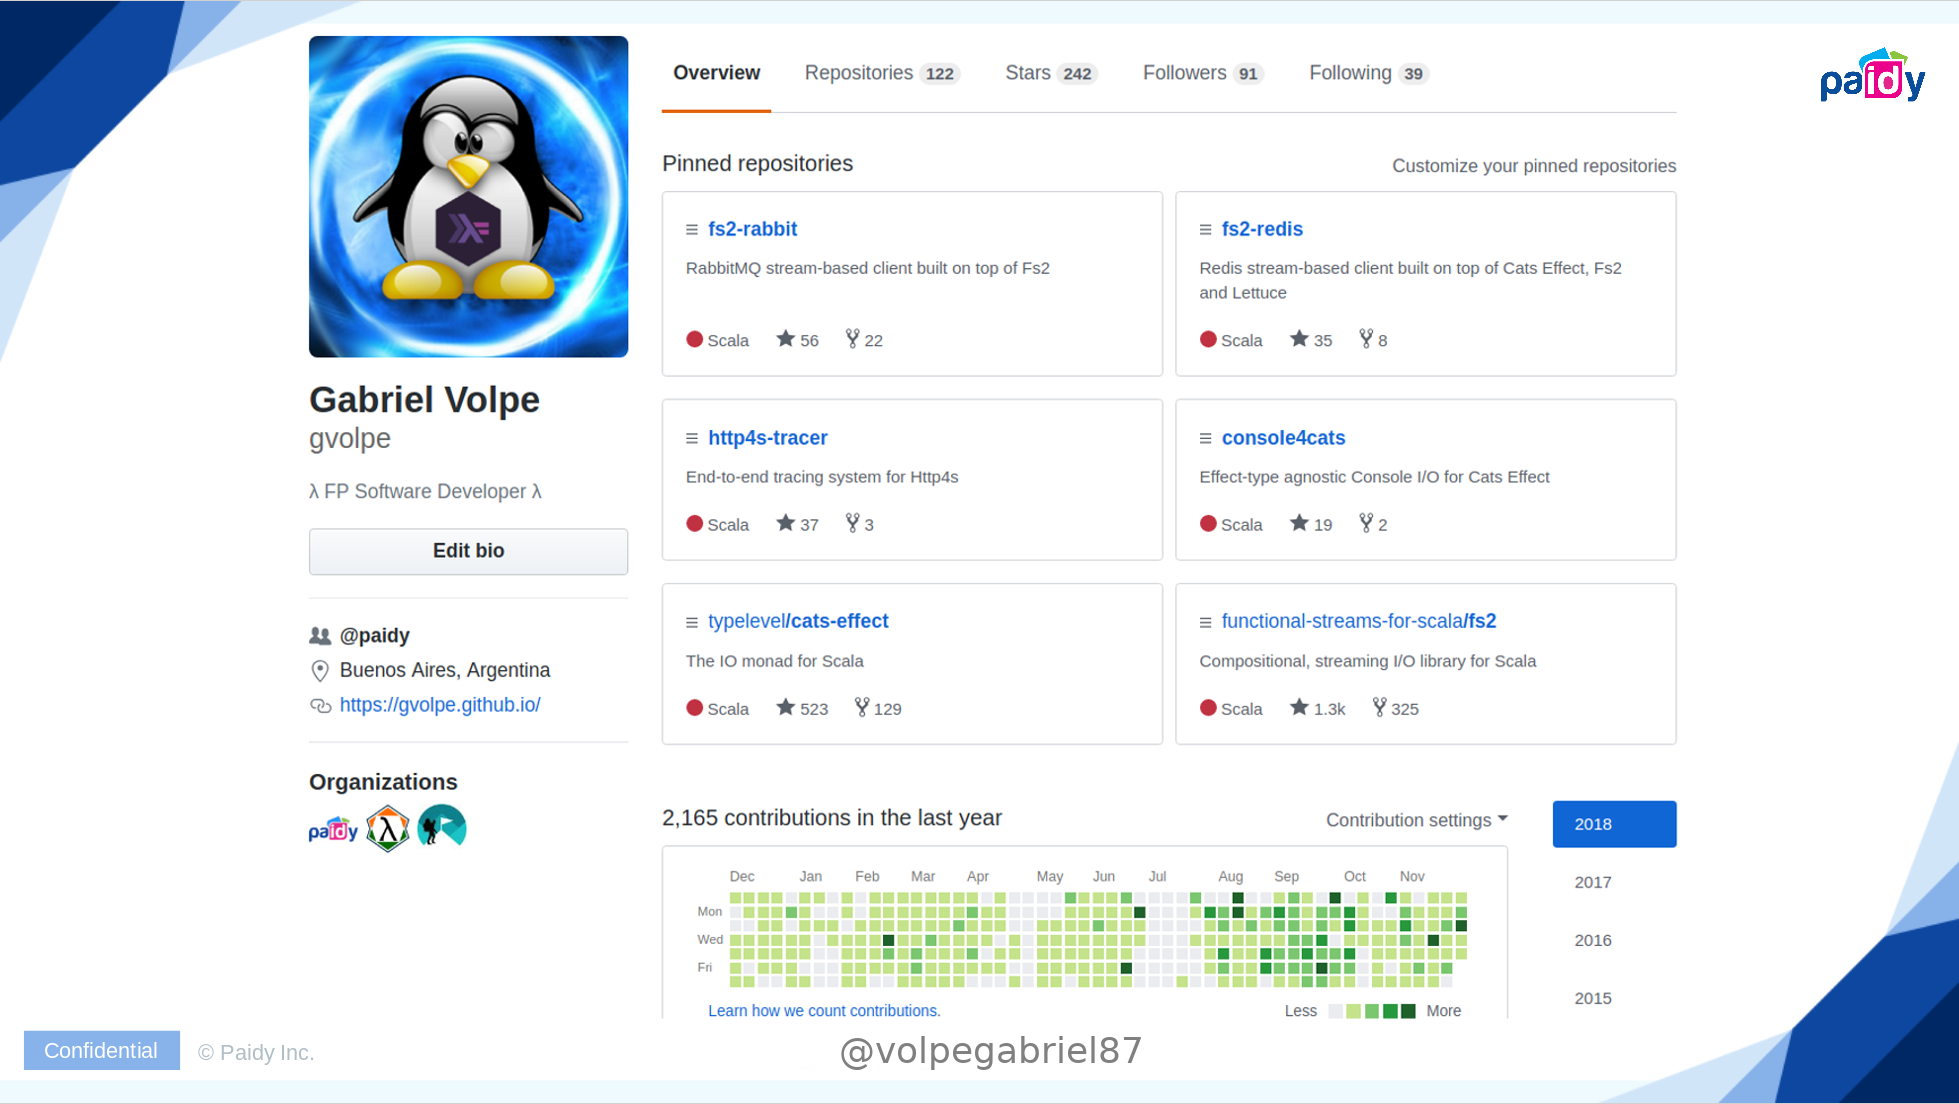 Overview Repositories 122 Stars 242 Followers 91 Following 39
paidy
Pinned repositories Customize your pinned repositories
fs2-rabbit
RabbitMQ stream-based client built on top of Fs2
Scala 56 22
fs2-redis
Redis stream-based client built on top of Cats Effect, Fs2
and Lettuce
Scala 35 8
http4s-tracer
End-to-end tracing system for Http4s
Scala 37 3
console4cats
Effect-type agnostic Console I/O for Cats Effect
Scala 19 2
typelevel/cats-effect
The IO monad for Scala
Scala 523 129
functional-streams-for-scala/fs2
Compositional, streaming I/O library for Scala
Scala 1.3k 325
Gabriel Volpe
gvolpe
λ FP Software Developer λ
Edit bio
@paidy
Buenos Aires, Argentina
https://gvolpe.github.io/
Organizations
paidy
λ
2,165 contributions in the last year Contribution settings
Dec Jan Feb Mar Apr May Jun Jul Aug Sep Oct Nov
Mon
Wed
Fri
Learn how we count contributions. Less More
2018
2017
2016
2015
Confidential © Paidy Inc. @volpegabriel87